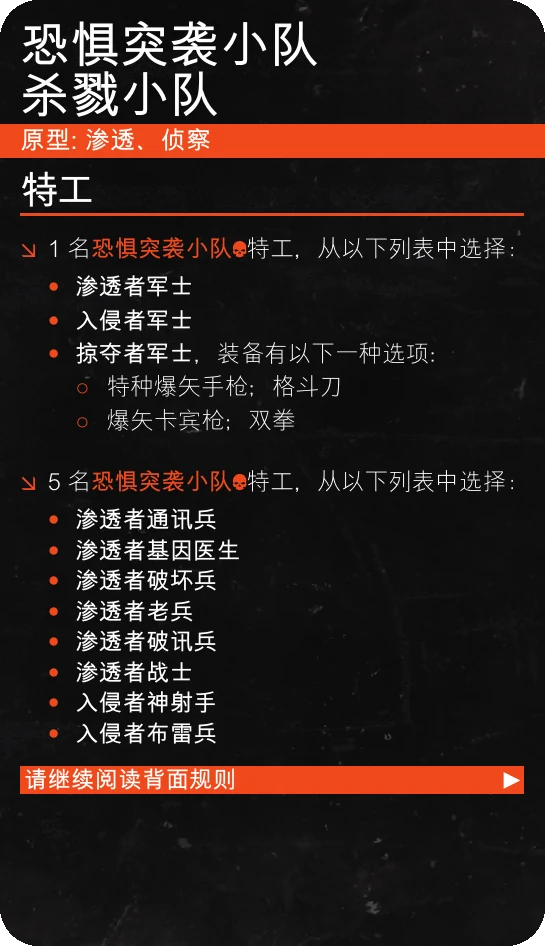 恐惧突袭小队
杀戮小队
原型: 渗透、侦察
特工
↘ 1 名恐惧突袭小队💀特工，从以下列表中选择：
• 渗透者军士
• 入侵者军士
• 掠夺者军士，装备有以下一种选项:
○ 特种爆矢手枪；格斗刀
○ 爆矢卡宾枪；双拳
↘ 5 名恐惧突袭小队💀特工，从以下列表中选择：
• 渗透者通讯兵
• 渗透者基因医生
• 渗透者破坏兵
• 渗透者老兵
• 渗透者破讯兵
• 渗透者战士
• 入侵者神射手
• 入侵者布雷兵
请继续阅读背面规则 ▶